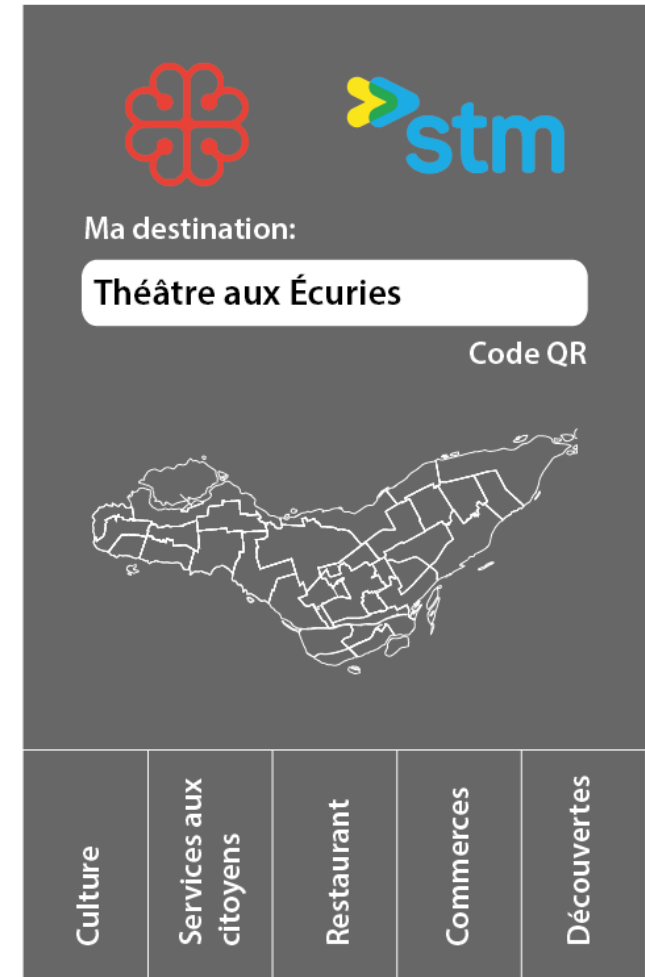 stm
Ma destination:
Théâtre aux Écuries
Code QR
Culture
Services aux
citoyens
Restaurant
Commerces
Découvertes